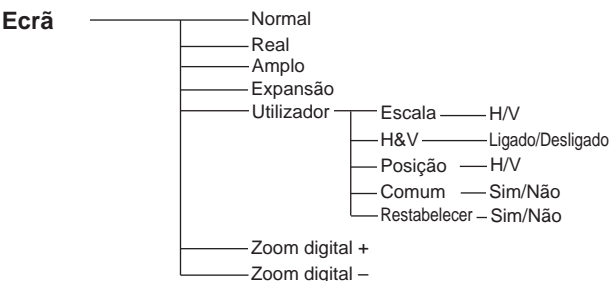 Ecrã Normal
Real
Amplo
Expansão
Utilizador Escala H/V
H&V Ligado/Desligado
Posição H/V
Comum Sim/Não
Restabelecer Sim/Não
Zoom digital +
Zoom digital –